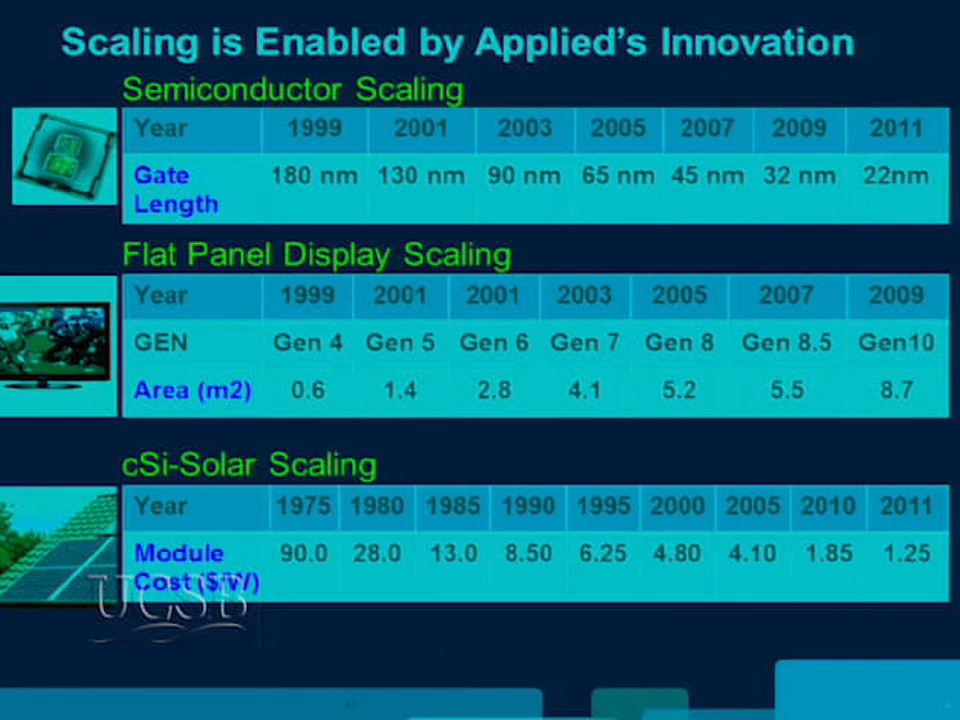 Scaling is Enabled by Applied's Innovation
Semiconductor Scaling
Year 1999 2001 2003 2005 2007 2009 2011
Gate Length 180 nm 130 nm 90 nm 65 nm 45 nm 32 nm 22nm
Flat Panel Display Scaling
Year 1999 2001 2001 2003 2005 2007 2009
GEN Gen 4 Gen 5 Gen 6 Gen 7 Gen 8 Gen 8.5 Gen10
Area (m2) 0.6 1.4 2.8 4.1 5.2 5.5 8.7
cSi-Solar Scaling
Year 1975 1980 1985 1990 1995 2000 2005 2010 2011
Module Cost ($/W) 90.0 28.0 13.0 8.50 6.25 4.80 4.10 1.85 1.25
UCSB